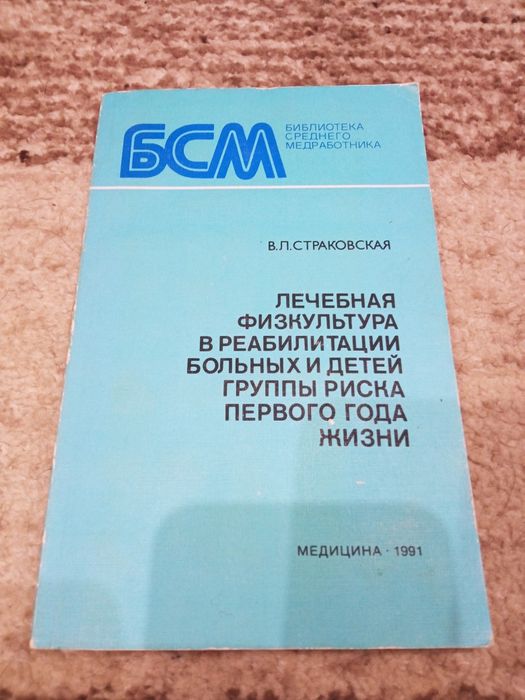 БСМ
БИБЛИОТЕКА
СРЕДНЕГО
МЕДРАБОТНИКА
В.Л.СТРАКОВСКАЯ
ЛЕЧЕБНАЯ
ФИЗКУЛЬТУРА
В РЕАБИЛИТАЦИИ
БОЛЬНЫХ И ДЕТЕЙ
ГРУППЫ РИСКА
ПЕРВОГО ГОДА
ЖИЗНИ
МЕДИЦИНА · 1991